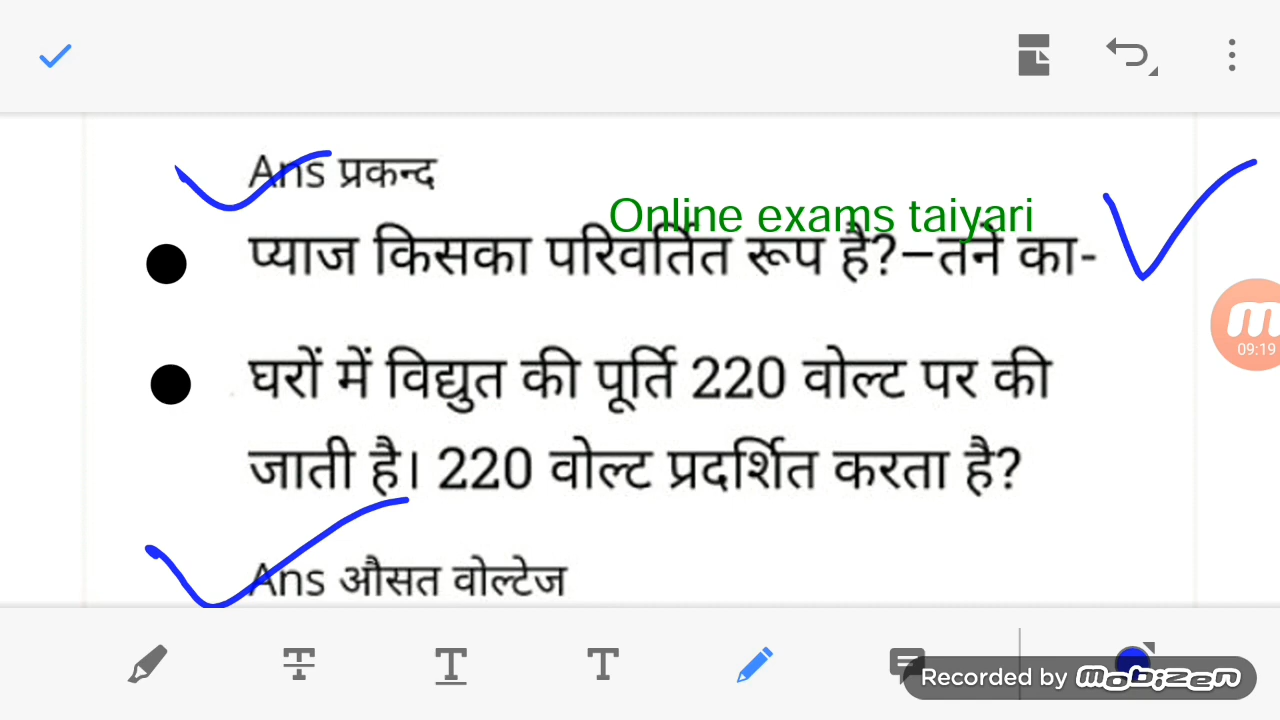 Ans प्रकन्द
Online exams taiyari
प्याज किसका परिवर्तित रूप है?–तने का-
घरों में विद्युत की पूर्ति 220 वोल्ट पर की
जाती है। 220 वोल्ट प्रदर्शित करता है?
Ans औसत वोल्टेज
09:19
T
T
T
Recorded by mobizen